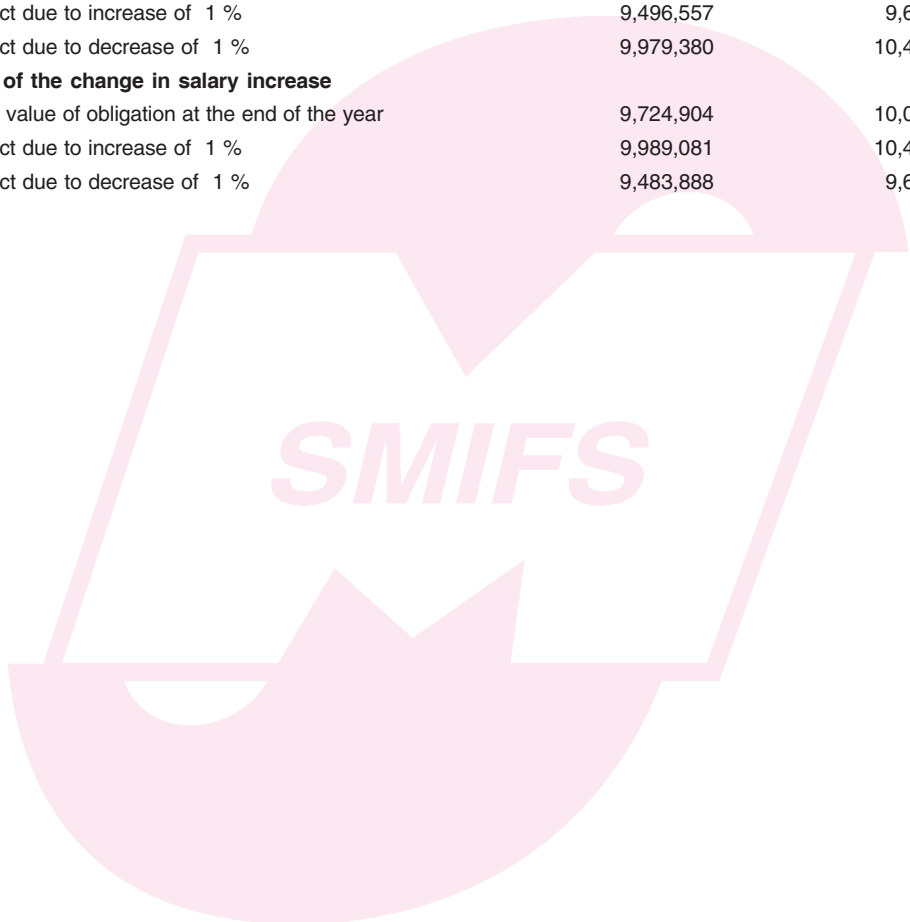 ct due to increase of 1 % 9,496,557 9,6
ct due to decrease of 1 % 9,979,380 10,4
of the change in salary increase
value of obligation at the end of the year 9,724,904 10,0
ct due to increase of 1 % 9,989,081 10,4
ct due to decrease of 1 % 9,483,888 9,6
SMIFS